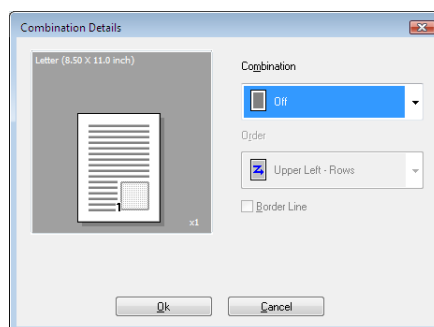 Combination Details
Letter (8.50 X 11.0 inch)
1
x1
Combination
Off
Order
Upper Left - Rows
Border Line
Ok
Cancel